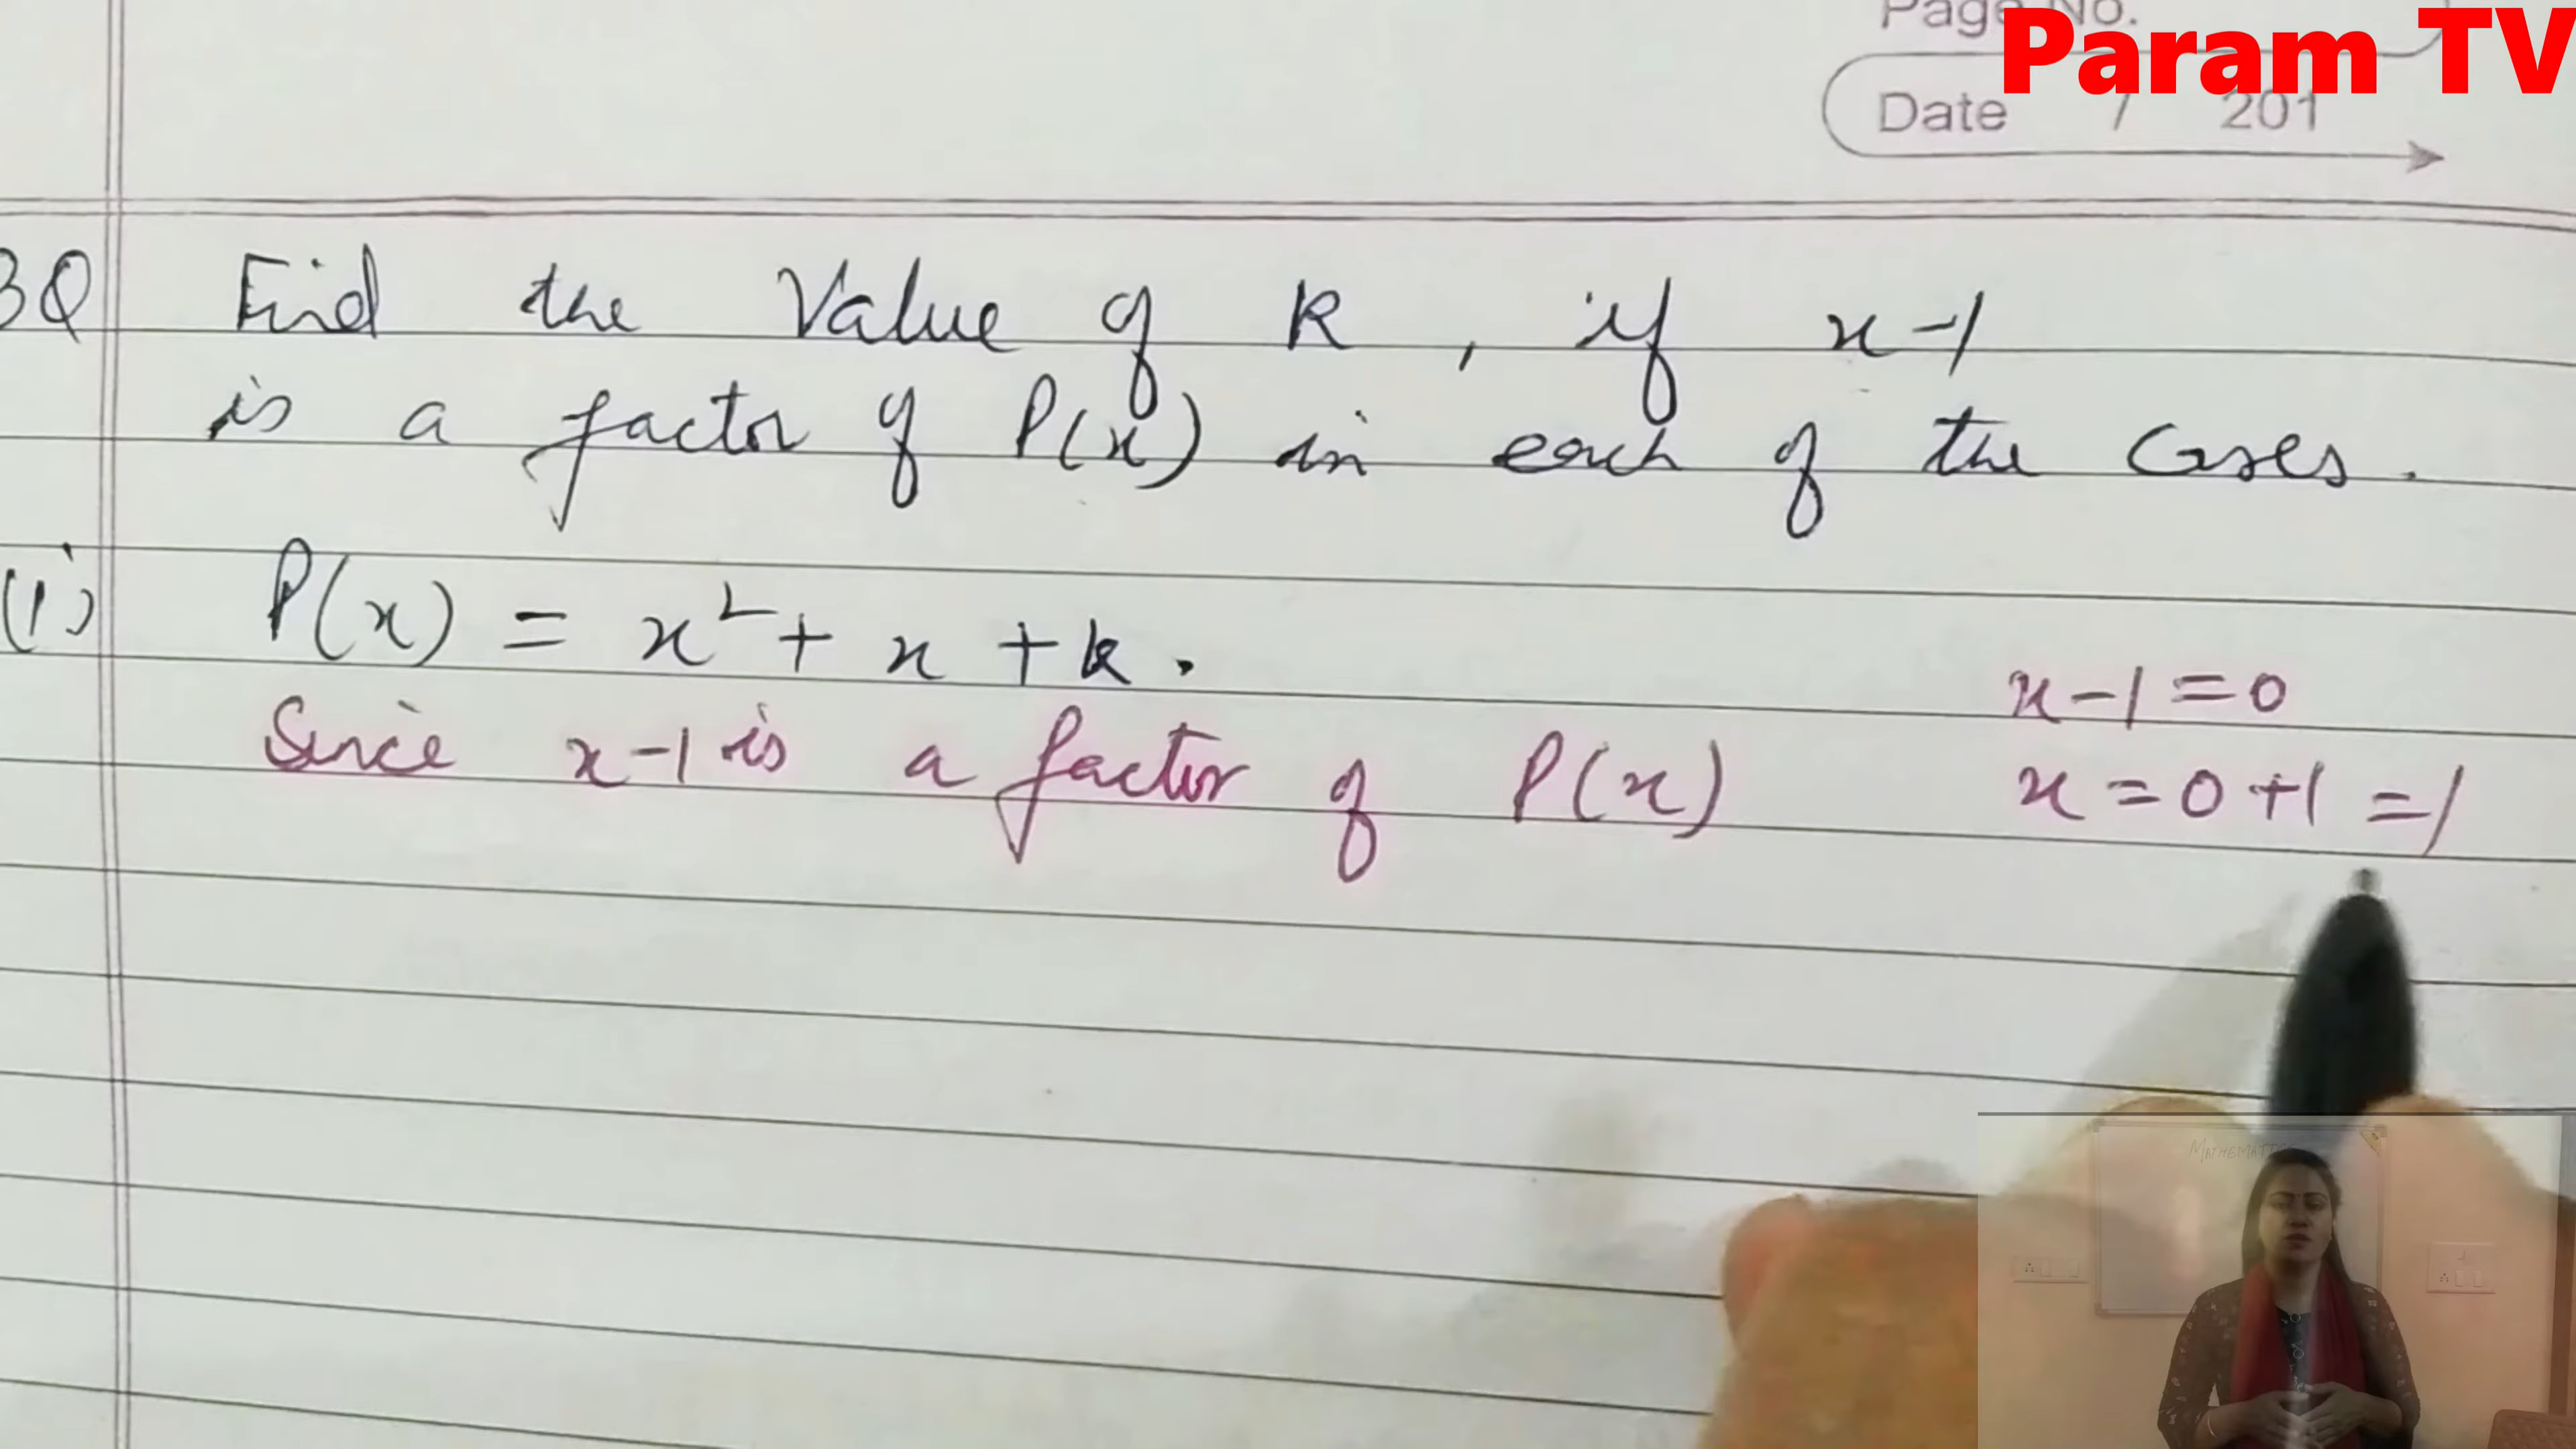 Page No.
Param TV
Date / 201
3Q Find the Value of k, if x-1
is a factor of P(x) in each of the Cases.
(i) P(x) = x² + x + k.
x-1=0
Since x-1 is a factor of P(x)
x=0+1=1